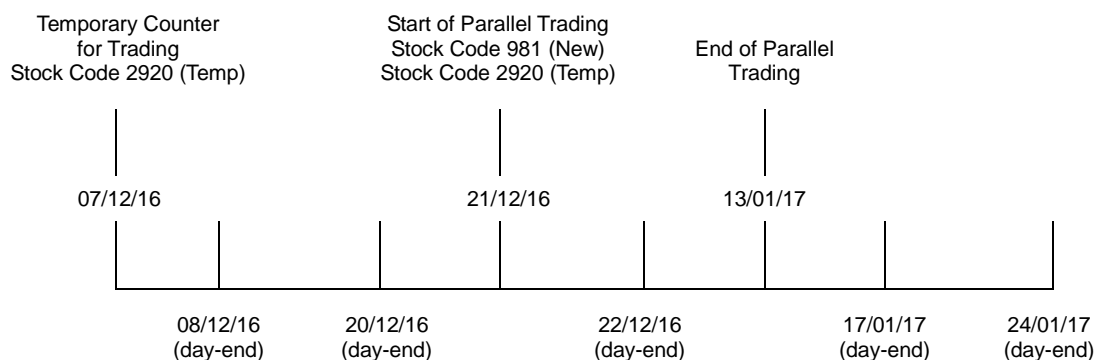 Temporary Counter
for Trading
Stock Code 2920 (Temp)
Start of Parallel Trading
Stock Code 981 (New)
Stock Code 2920 (Temp)
End of Parallel
Trading
07/12/16
21/12/16
13/01/17
08/12/16
(day-end)
20/12/16
(day-end)
22/12/16
(day-end)
17/01/17
(day-end)
24/01/17
(day-end)